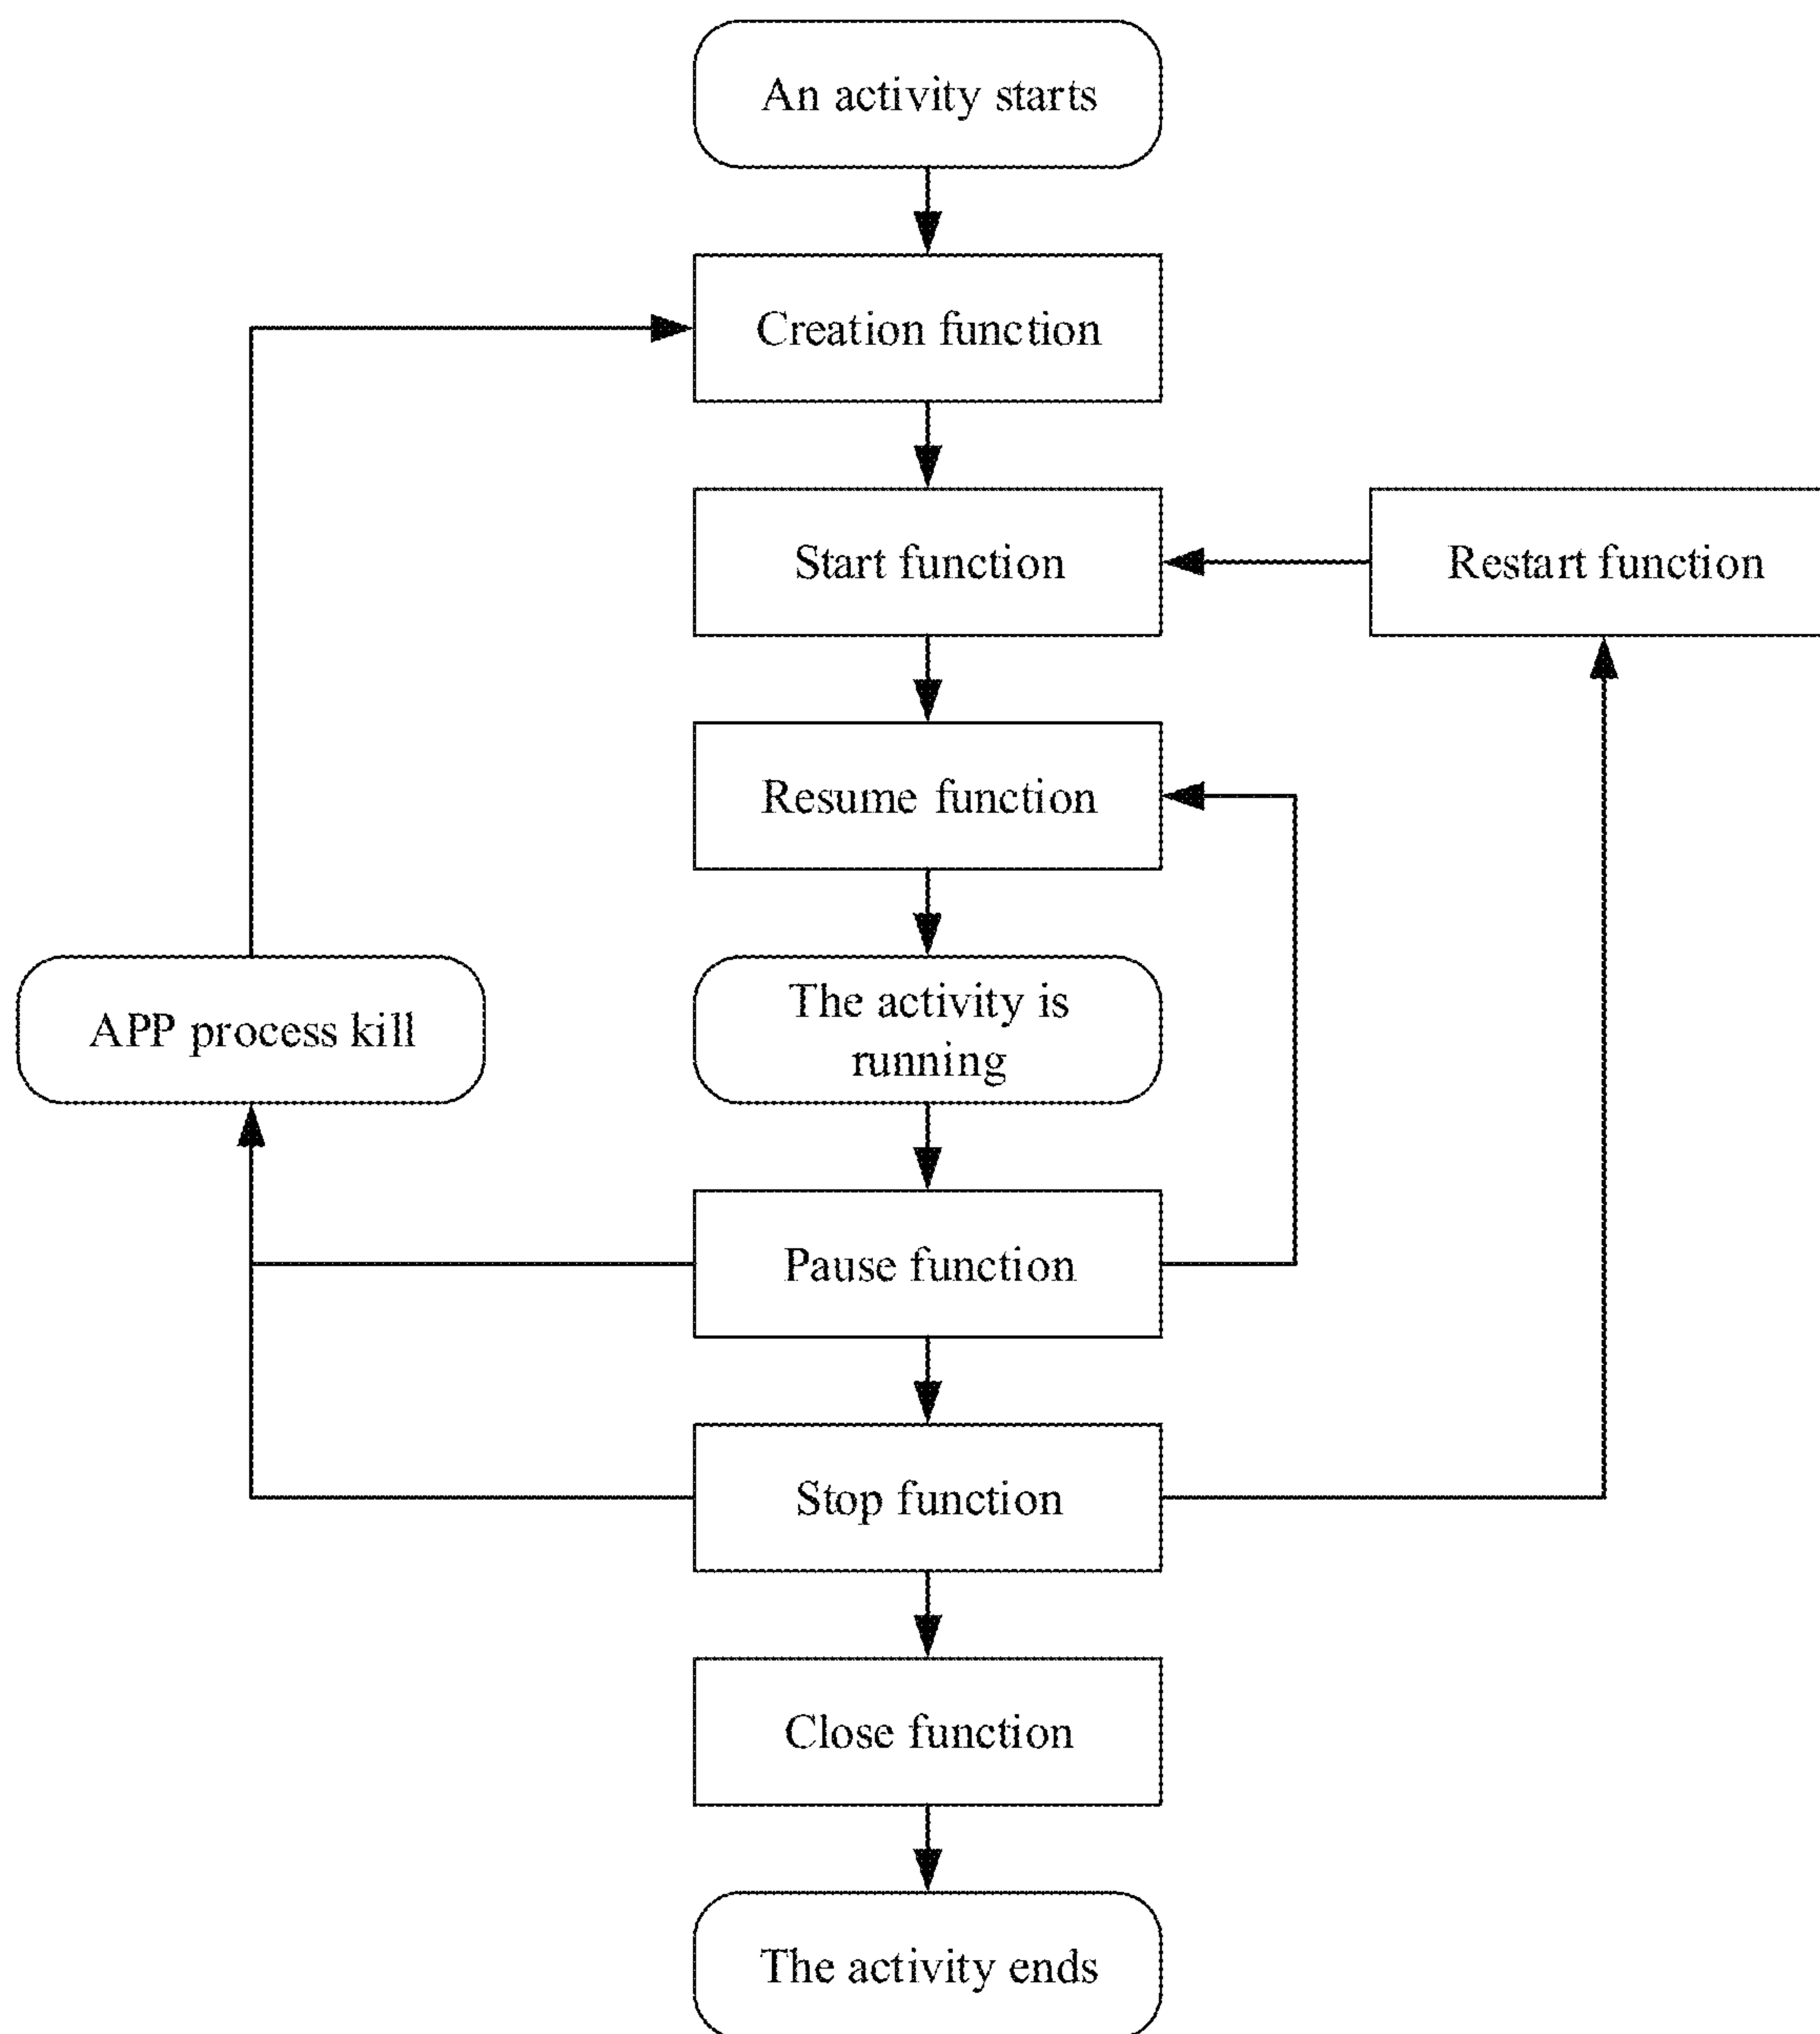 An activity starts
Creation function
Start function
Restart function
Resume function
APP process kill
The activity is
running
Pause function
Stop function
Close function
The activity ends